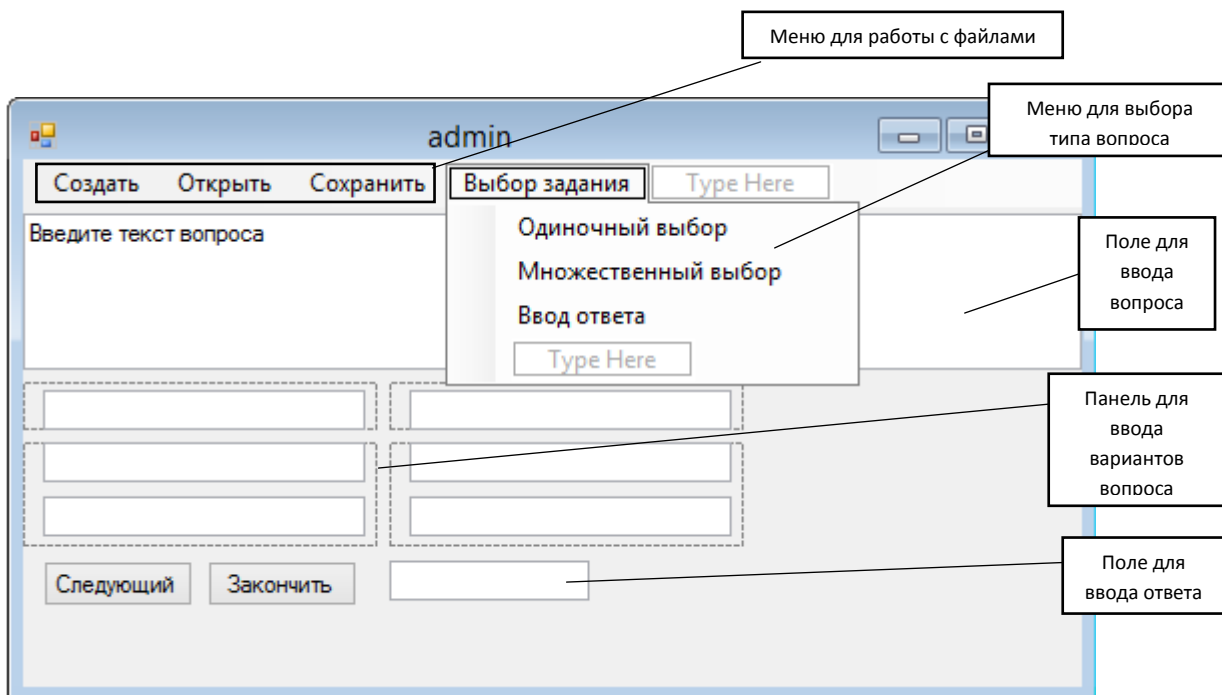 Меню для работы с файлами
Меню для выбора
типа вопроса
admin
Создать Открыть Сохранить Выбор задания Type Here
Введите текст вопроса
Одиночный выбор
Множественный выбор
Ввод ответа
Type Here
Поле для
ввода
вопроса
Панель для
ввода
вариантов
вопроса
Следующий Закончить
Поле для
ввода ответа